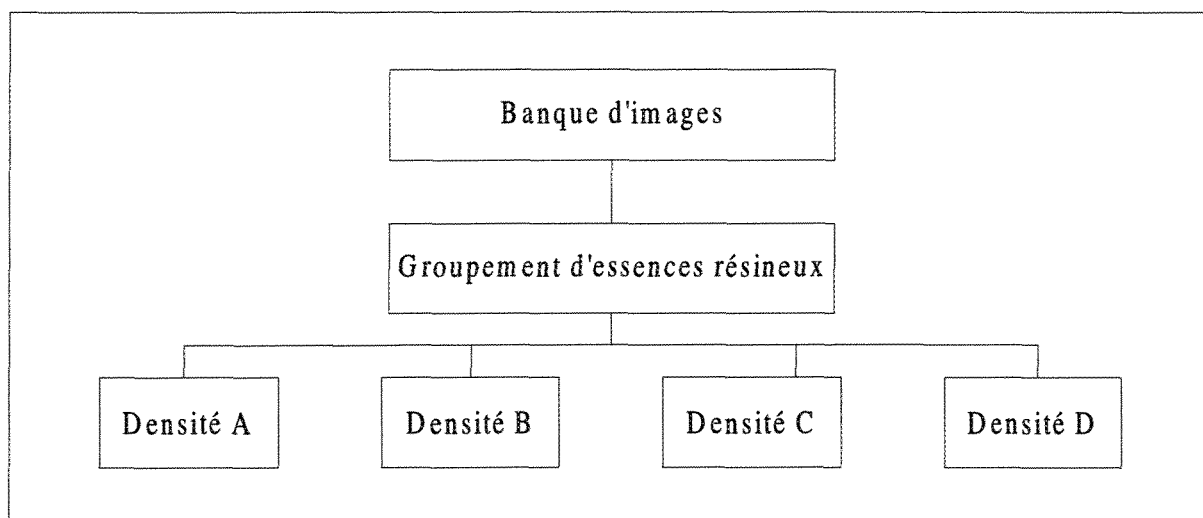 Banque d'images
Groupement d'essences résineux
Densité A
Densité B
Densité C
Densité D